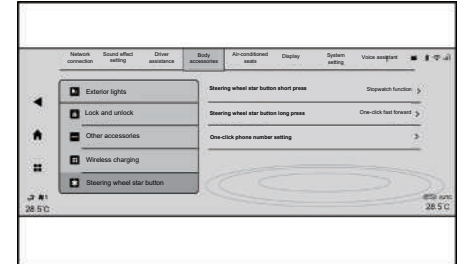 Network connection
Sound effect setting
Driver assistance
Body accessories
Air-conditioned seats
Display
System setting
Voice assistant
Exterior lights
Lock and unlock
Other accessories
Wireless charging
Steering wheel star button
Steering wheel star button short press
Stopwatch function
Steering wheel star button long press
One-click fast forward
One-click phone number setting
28.5°C
28.5°C